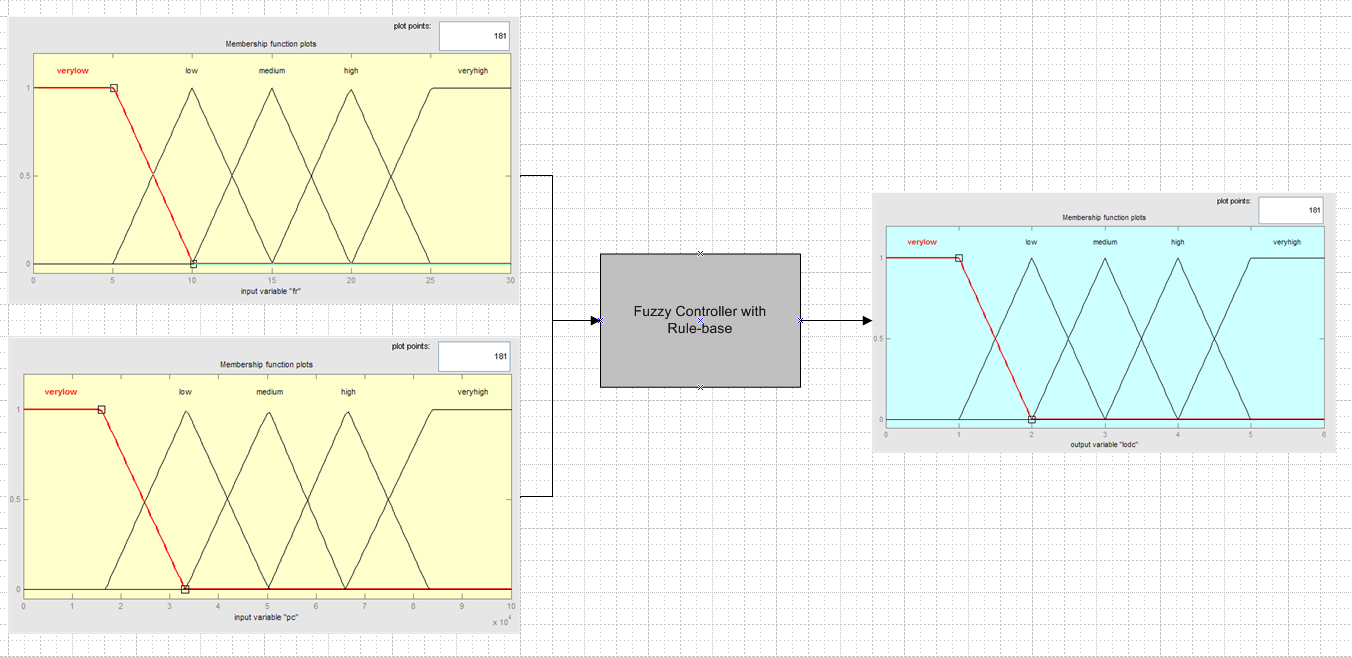 plot points: 181
Membership function plots
verylow low medium high veryhigh
1
0.5
0
0 5 10 15 20 25 30
input variable "fr"
plot points: 181
Membership function plots
verylow low medium high veryhigh
1
0.5
0
0 1 2 3 4 5 6 7 8 9 10
input variable "pc"
x 10^4
Fuzzy Controller with
Rule-base
plot points: 181
Membership function plots
verylow low medium high veryhigh
1
0.5
0
0 1 2 3 4 5 6
output variable "lodc"